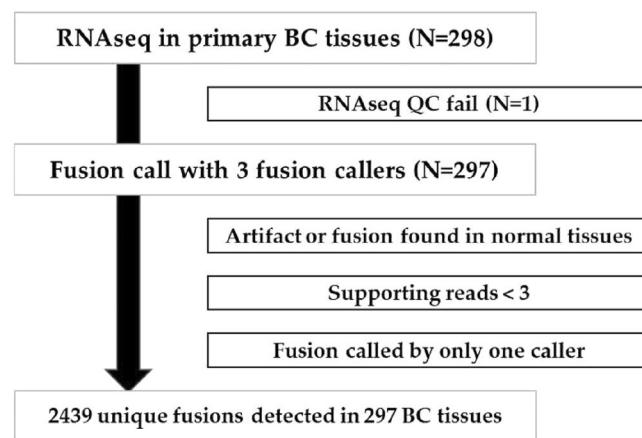 RNAseq in primary BC tissues (N=298)
RNAseq QC fail (N=1)
Fusion call with 3 fusion callers (N=297)
Artifact or fusion found in normal tissues
Supporting reads < 3
Fusion called by only one caller
2439 unique fusions detected in 297 BC tissues